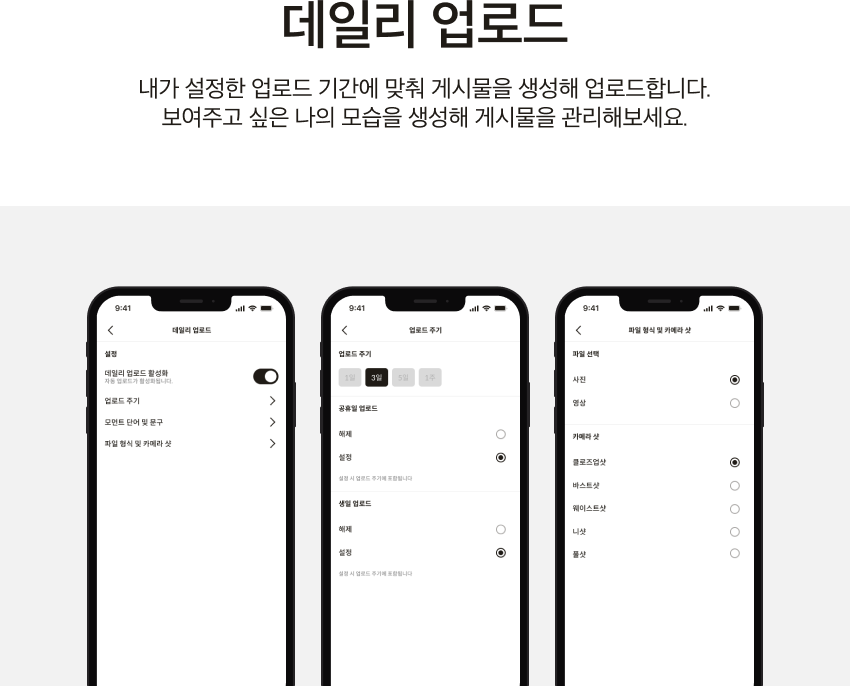 데일리 업로드
내가 설정한 업로드 기간에 맞춰 게시물을 생성해 업로드합니다.
보여주고 싶은 나의 모습을 생성해 게시물을 관리해보세요.
9:41
데일리 업로드
설정
데일리 업로드 활성화
자동 업로드가 활성화됩니다.
업로드 주기
모먼트 단어 및 문구
파일 형식 및 카메라 샷
9:41
업로드 주기
업로드 주기
1일 3일 5일 1주
공휴일 업로드
해제
설정
설정 시 업로드 주기에 포함됩니다
생일 업로드
해제
설정
설정 시 업로드 주기에 포함됩니다
9:41
파일 형식 및 카메라 샷
파일 선택
사진
영상
카메라 샷
클로즈업샷
바스트샷
웨이스트샷
니샷
풀샷